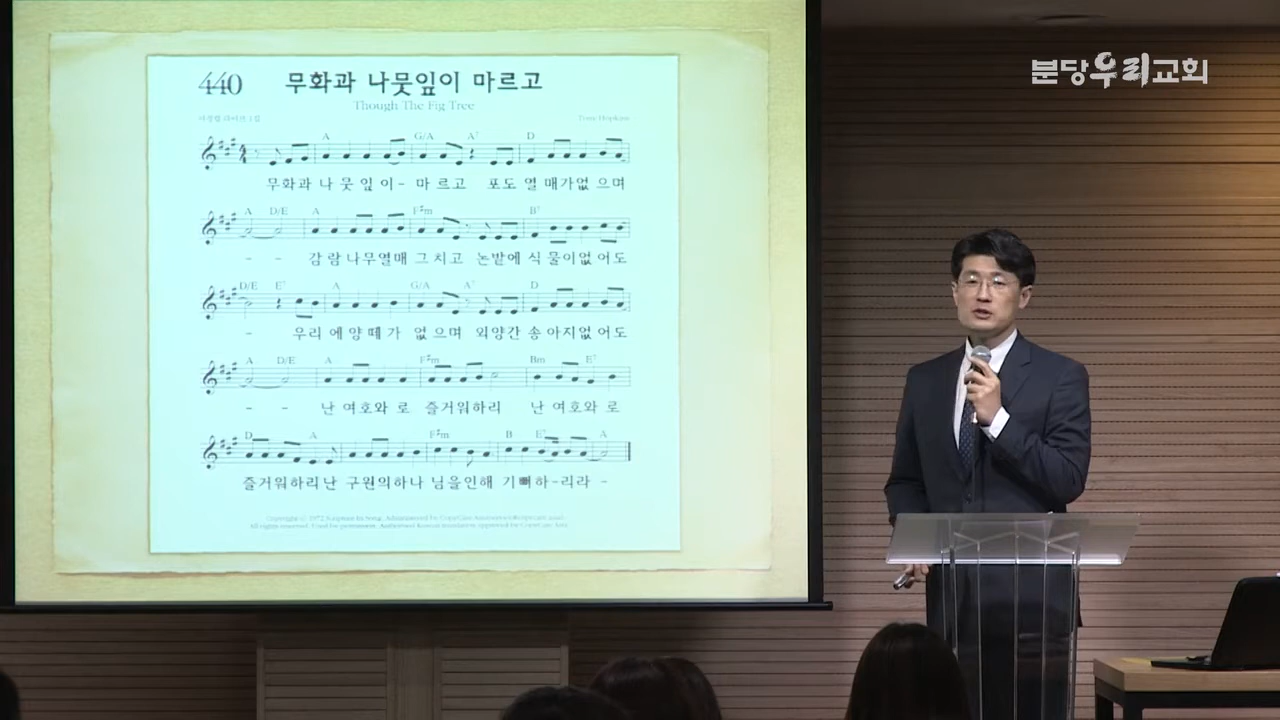 분당우리교회
440 무화과 나뭇잎이 마르고
Though The Fig Tree
A G/A A7 D
무화과 나 뭇 잎 이 - 마 르고 포도 열 매가없 으며
A D/E A F#m B7
- - 감 람 나무열매 그 치고 논밭에 식 물이없 어도
D/E E7 A G/A A7 D
- 우리 에 양 떼 가 없 으며 외양간 송 아지없 어도
A D/E A F#m Bm E7
- - 난 여호와 로 즐거워하리 난 여호와 로
D A F#m B E7 A
즐거워하리난 구원의하나 님을인해 기뻐하-리라 -